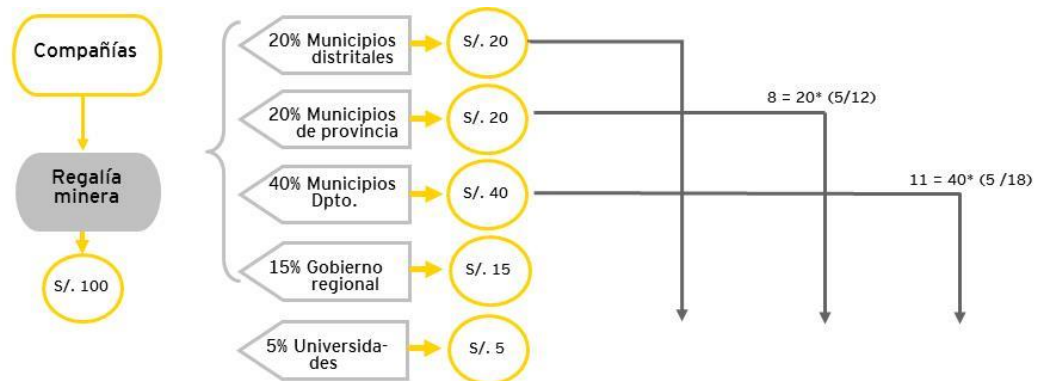 Compañías
Regalía
minera
S/. 100
20% Municipios
distritales
S/. 20
20% Municipios
de provincia
S/. 20
8 = 20* (5/12)
40% Municipios
Dpto.
S/. 40
11 = 40* (5 /18)
15% Gobierno
regional
S/. 15
5% Universida-
des
S/. 5